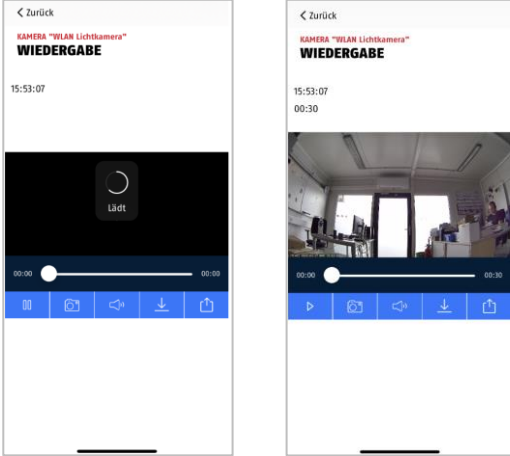 Zurück
KAMERA "WLAN Lichtkamera"
WIEDERGABE
15:53:07
Lädt
00:00
00:00
Zurück
KAMERA "WLAN Lichtkamera"
WIEDERGABE
15:53:07
00:30
00:00
00:30